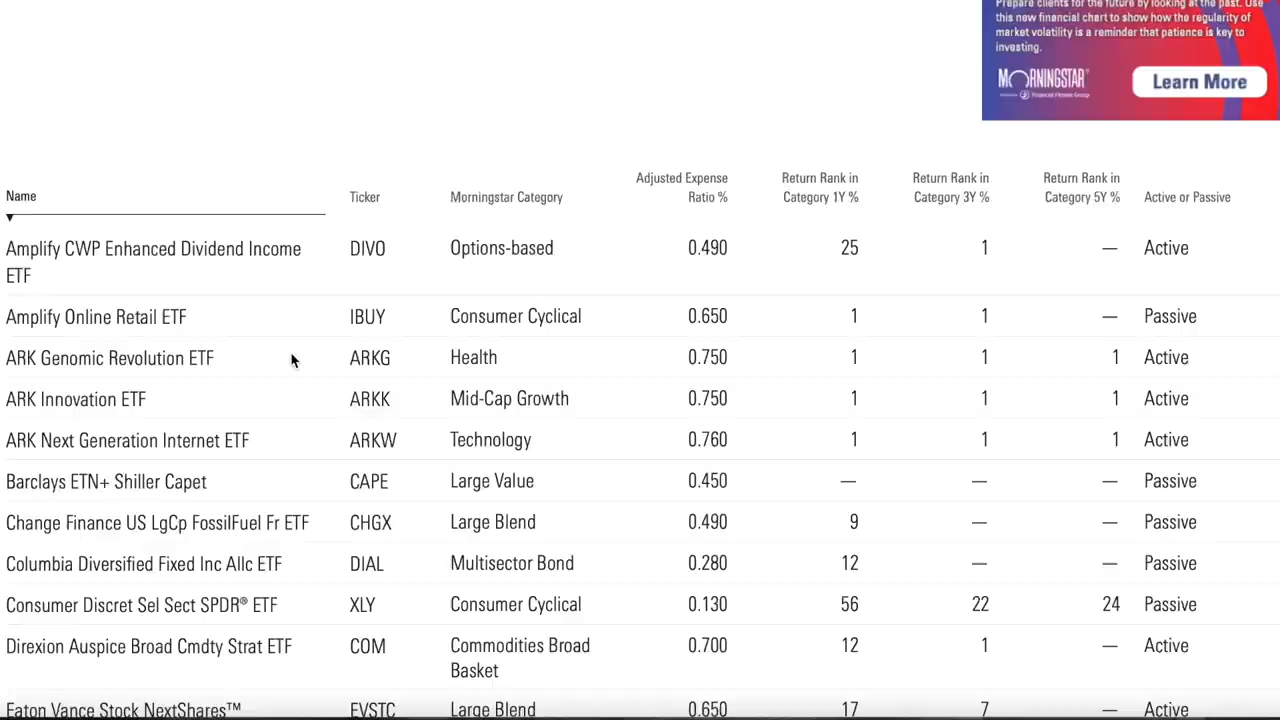 Prepare clients for the future by looking at the past. Use
this new financial chart to show how the regularity of
market volatility is a reminder that patience is key to
investing.
MORNINGSTAR®
Learn More
Name Ticker Morningstar Category Adjusted Expense Ratio % Return Rank in Category 1Y % Return Rank in Category 3Y % Return Rank in Category 5Y % Active or Passive
Amplify CWP Enhanced Dividend Income ETF DIVO Options-based 0.490 25 1 — Active
Amplify Online Retail ETF IBUY Consumer Cyclical 0.650 1 1 — Passive
ARK Genomic Revolution ETF ARKG Health 0.750 1 1 1 Active
ARK Innovation ETF ARKK Mid-Cap Growth 0.750 1 1 1 Active
ARK Next Generation Internet ETF ARKW Technology 0.760 1 1 1 Active
Barclays ETN+ Shiller Capet CAPE Large Value 0.450 — — — Passive
Change Finance US LgCp FossilFuel Fr ETF CHGX Large Blend 0.490 9 — — Passive
Columbia Diversified Fixed Inc Allc ETF DIAL Multisector Bond 0.280 12 — — Passive
Consumer Discret Sel Sect SPDR® ETF XLY Consumer Cyclical 0.130 56 22 24 Passive
Direxion Auspice Broad Cmdty Strat ETF COM Commodities Broad Basket 0.700 12 1 — Active
Eaton Vance Stock NextShares™ EVSTC Large Blend 0.650 17 7 — Active